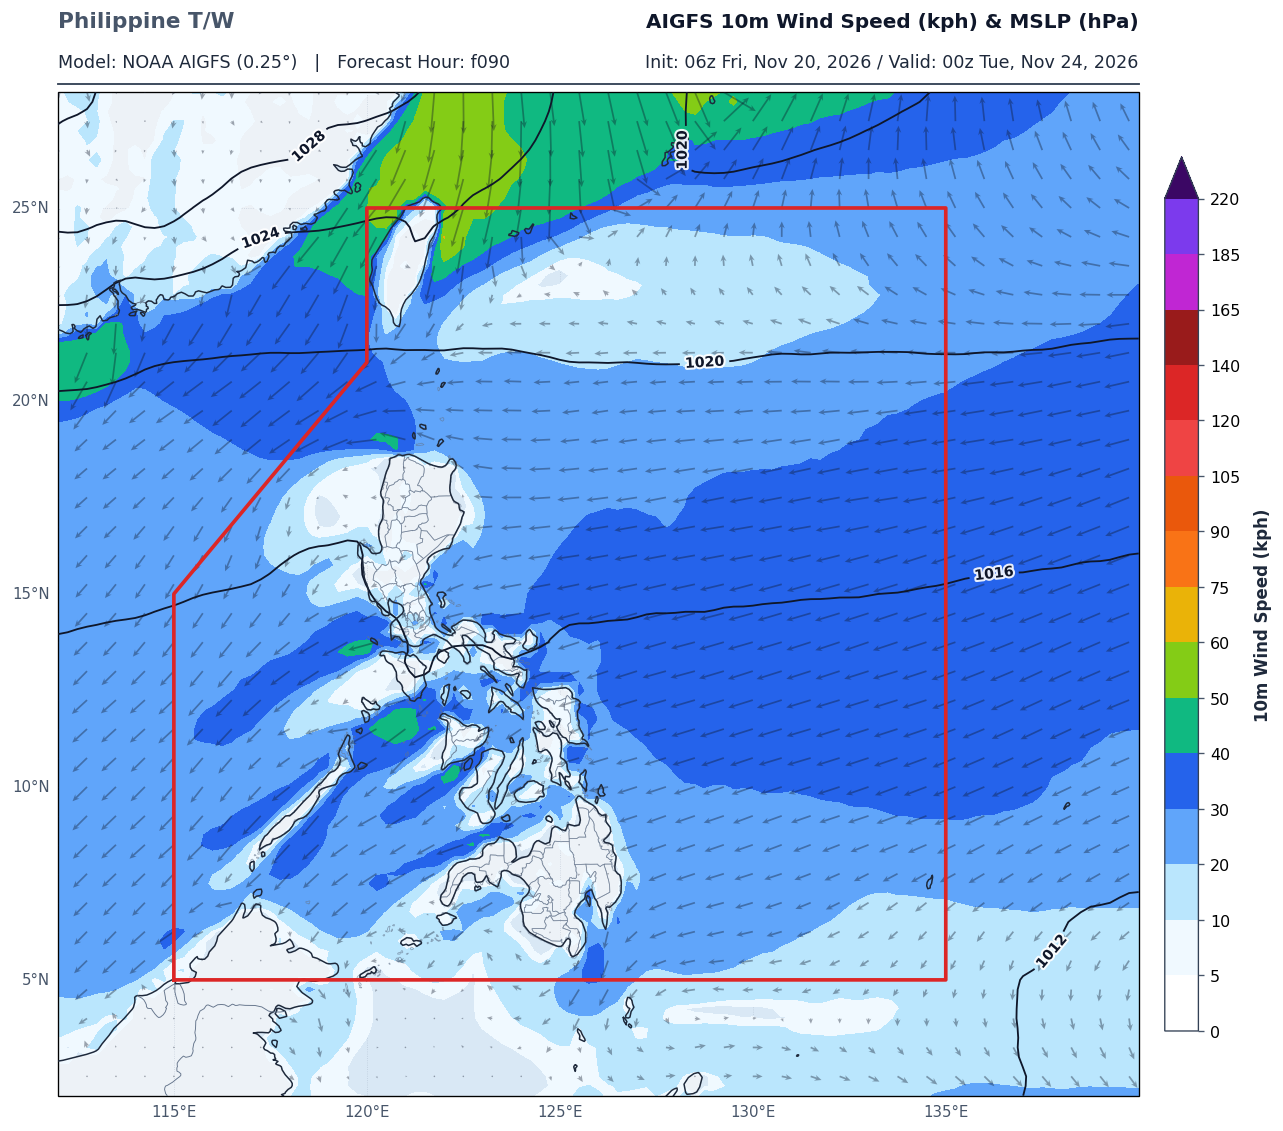 Philippine T/W
AIGFS 10m Wind Speed (kph) & MSLP (hPa)
Model: NOAA AIGFS (0.25°) | Forecast Hour: f090
Init: 06z Fri, Nov 20, 2026 / Valid: 00z Tue, Nov 24, 2026
1028
1020
1024
1020
1016
1012
25°N
20°N
15°N
10°N
5°N
115°E
120°E
125°E
130°E
135°E
220
185
165
140
120
105
90
75
60
50
40
30
20
10
5
0
10m Wind Speed (kph)